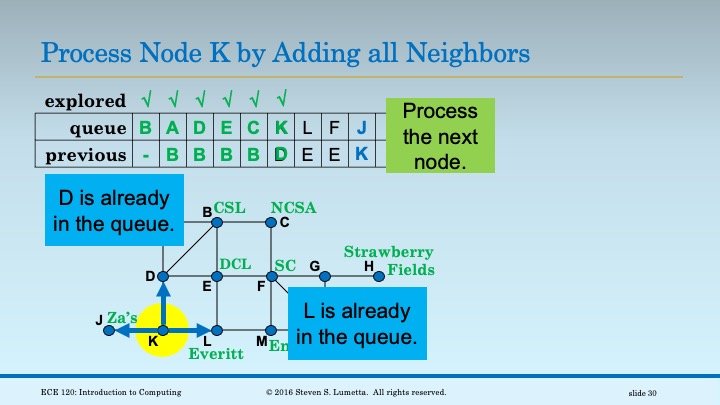 Process Node K by Adding all Neighbors
explored √ √ √ √ √ √
queue B A D E C K L F J
previous - B B B B D E E K
Process
the next
node.
D is already
in the queue.
B CSL NCSA
C
Strawberry
D DCL SC G H Fields
E F
J Za's
L is already
in the queue.
K L M En
Everitt
ECE 120: Introduction to Computing © 2016 Steven S. Lumetta. All rights reserved. slide 30